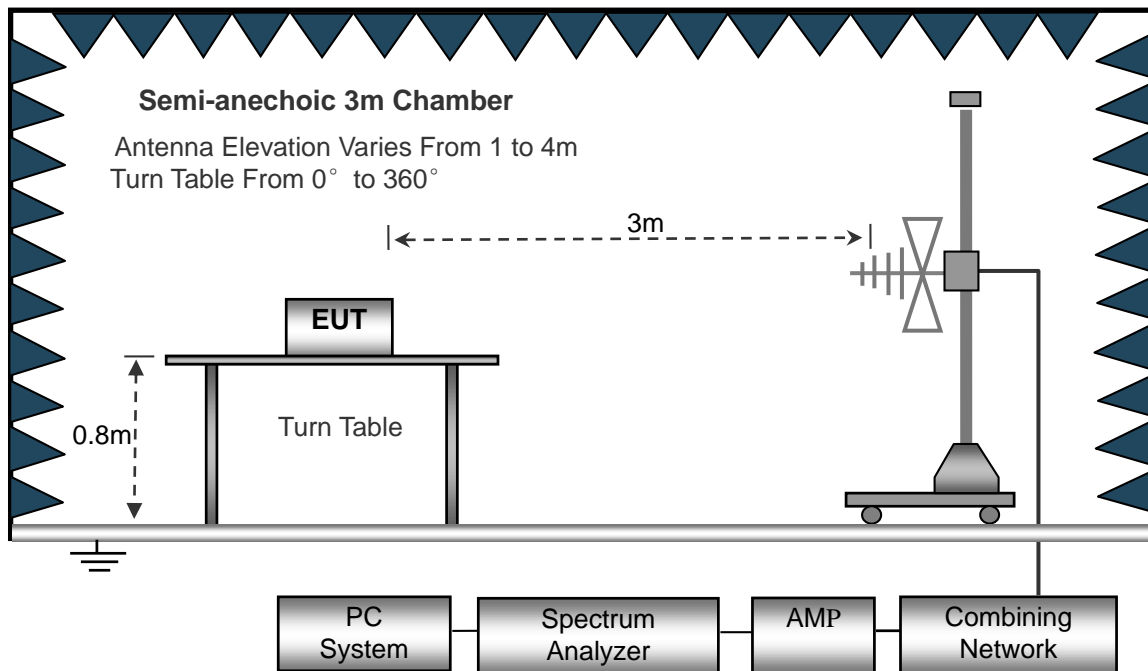 Semi-anechoic 3m Chamber
Antenna Elevation Varies From 1 to 4m
Turn Table From 0° to 360°
3m
EUT
0.8m
Turn Table
PC
System
Spectrum
Analyzer
AMP
Combining
Network